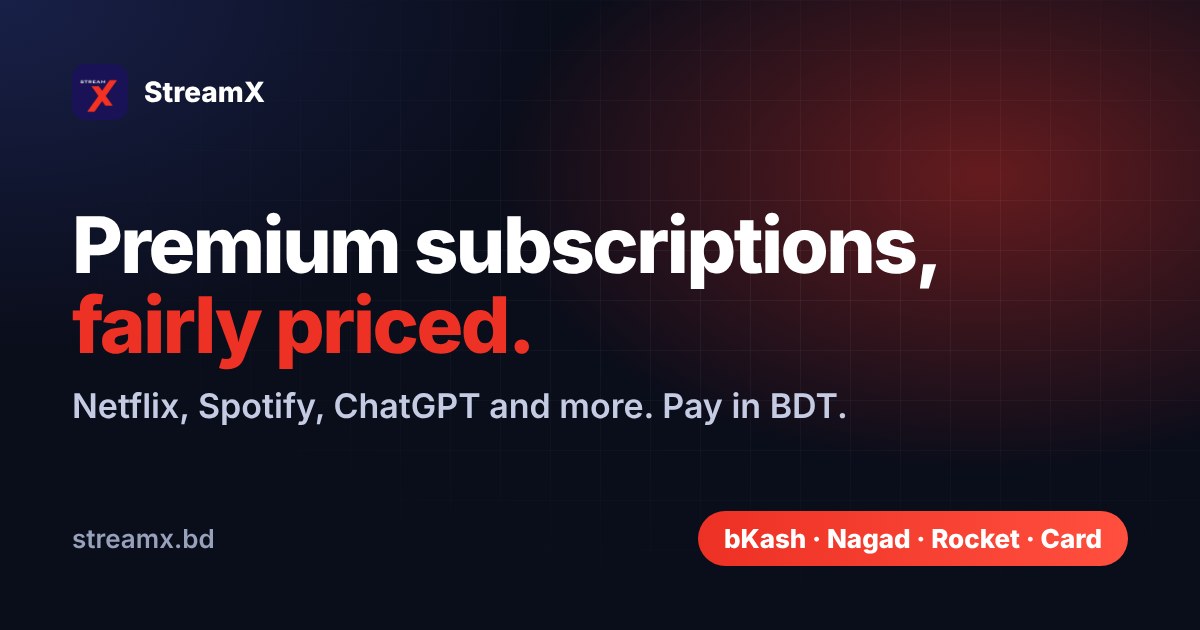 STREAM
X
StreamX
Premium subscriptions,
fairly priced.
Netflix, Spotify, ChatGPT and more. Pay in BDT.
streamx.bd
bKash · Nagad · Rocket · Card